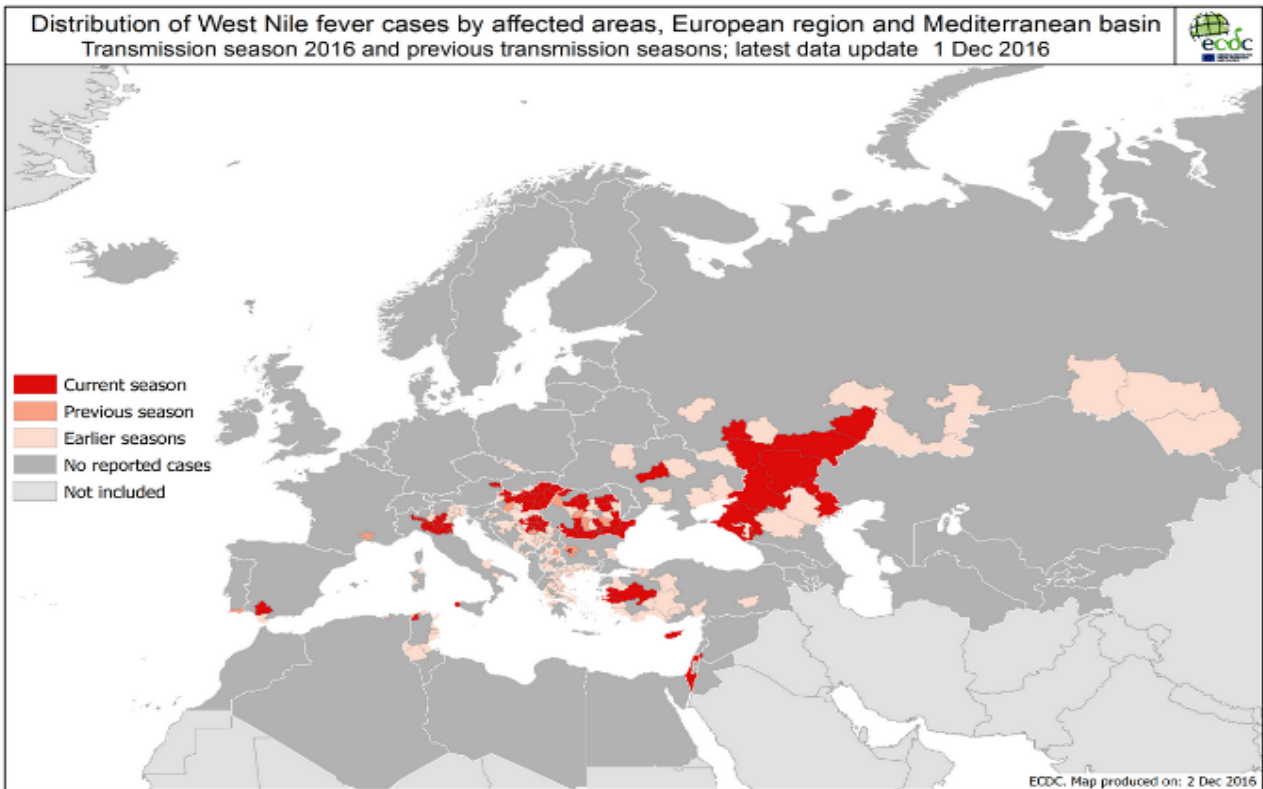 Distribution of West Nile fever cases by affected areas, European region and Mediterranean basin
Transmission season 2016 and previous transmission seasons; latest data update 1 Dec 2016
ecdc
Current season
Previous season
Earlier seasons
No reported cases
Not included
ECDC. Map produced on: 2 Dec 2016